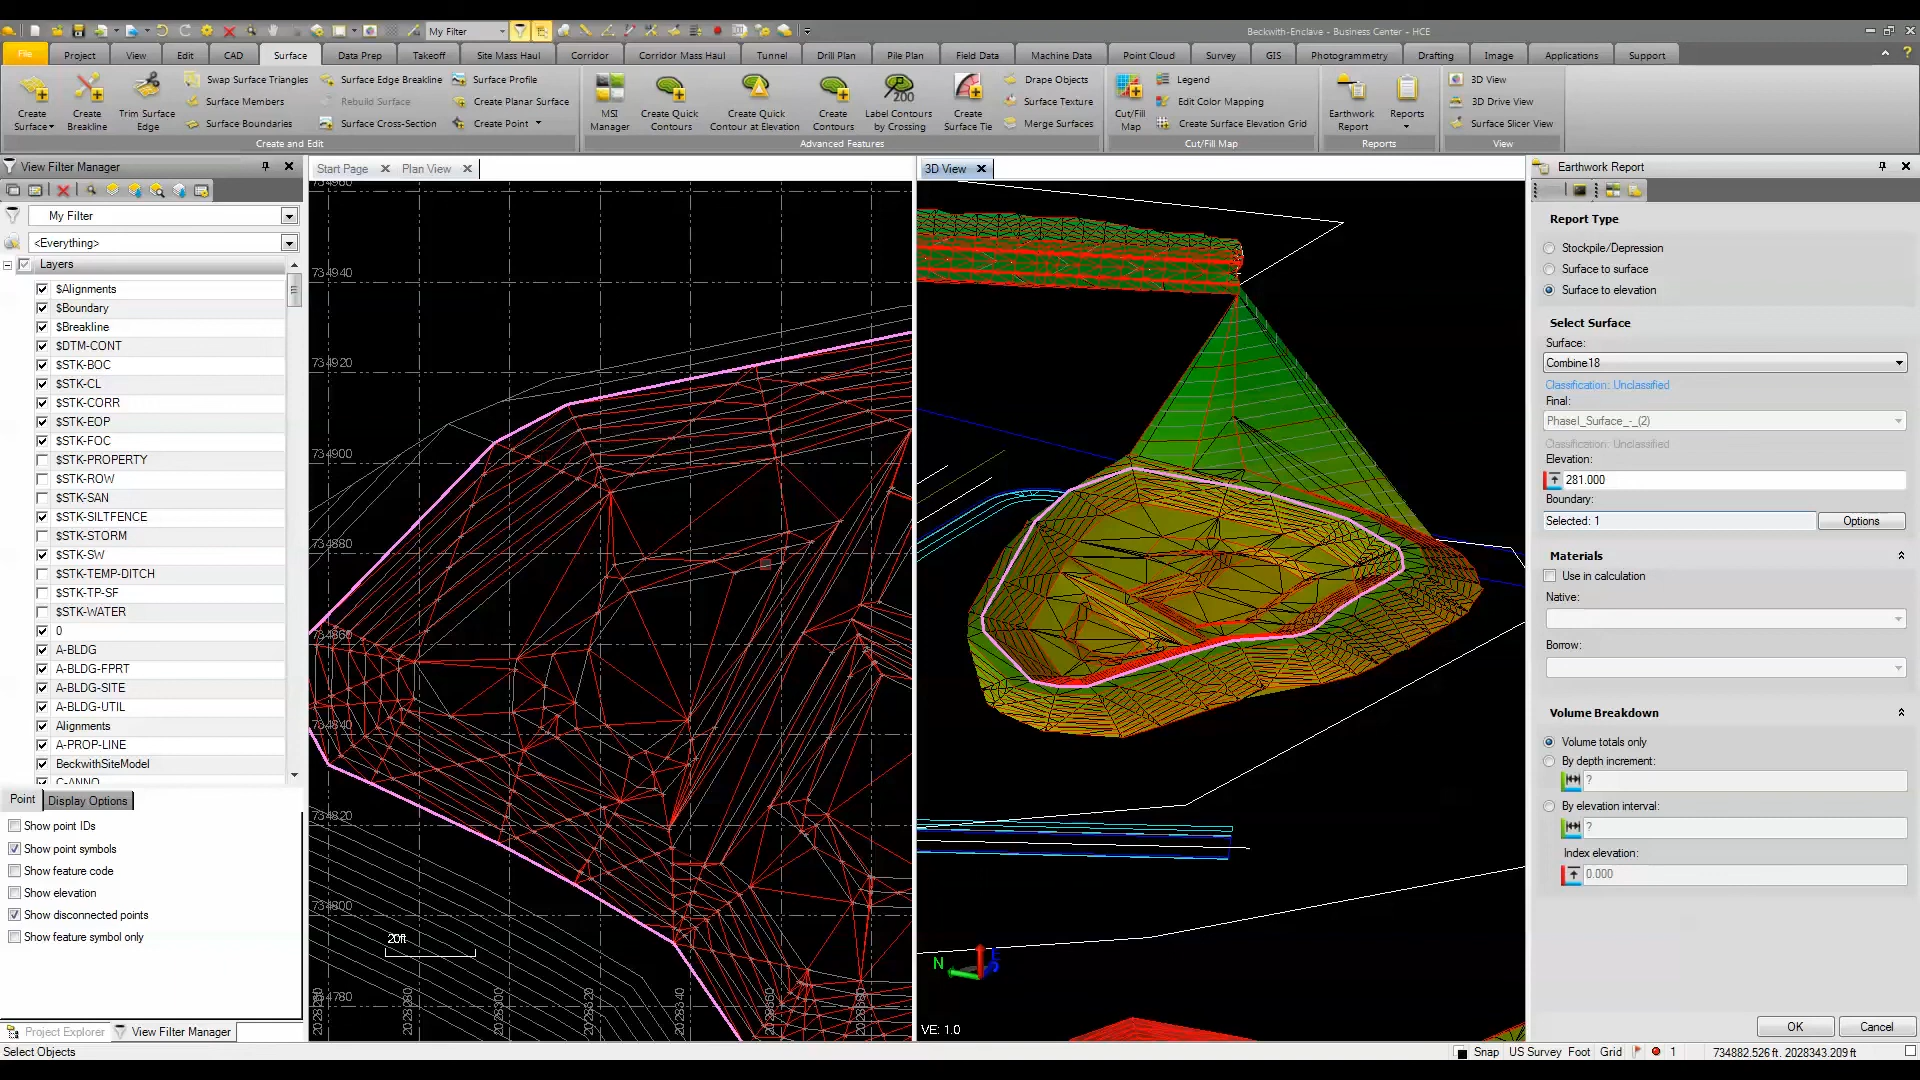 My Filter
Beckwith-Enclave - Business Center - HCE
File Project View Edit CAD Surface Data Prep Takeoff Site Mass Haul Corridor Corridor Mass Haul Tunnel Drill Plan Pile Plan Field Data Machine Data Point Cloud Survey GIS Photogrammetry Drafting Image Applications Support
Create Surface
Create Breakline
Trim Surface Edge
Swap Surface Triangles
Surface Members
Surface Boundaries
Surface Edge Breakline
Rebuild Surface
Surface Cross-Section
Surface Profile
Create Planar Surface
Create Point
Create and Edit
MSI Manager
Create Quick Contours
Create Quick Contour at Elevation
Create Contours
200
Label Contours by Crossing
Create Surface Tie
Drape Objects
Surface Texture
Merge Surfaces
Advanced Features
Cut/Fill Map
Legend
Edit Color Mapping
Create Surface Elevation Grid
Cut/Fill Map
Earthwork Report
Reports
Reports
3D View
3D Drive View
Surface Slicer View
View
View Filter Manager
My Filter
<Everything>
Layers
$Alignments
$Boundary
$Breakline
$DTM-CONT
$STK-BOC
$STK-CL
$STK-CORR
$STK-EOP
$STK-FOC
$STK-PROPERTY
$STK-ROW
$STK-SAN
$STK-SILTFENCE
$STK-STORM
$STK-SW
$STK-TEMP-DITCH
$STK-TP-SF
$STK-WATER
0
A-BLDG
A-BLDG-FPRT
A-BLDG-SITE
A-BLDG-UTIL
Alignments
A-PROP-LINE
BeckwithSiteModel
C-ANNO
Point Display Options
Show point IDs
Show point symbols
Show feature code
Show elevation
Show disconnected points
Show feature symbol only
Project Explorer View Filter Manager
Select Objects
Start Page Plan View
734960
734940
734920
734900
734880
734860
734840
734820
734800
734780
20ft
2028260 2028280 2028300 2028320 2028340 2028360 2028380
3D View
N E
VE: 1.0
Earthwork Report
Report Type
Stockpile/Depression
Surface to surface
Surface to elevation
Select Surface
Surface:
Combine18
Classification: Unclassified
Final:
PhaseI_Surface_-_(2)
Classification: Unclassified
Elevation:
281.000
Boundary:
Selected: 1 Options
Materials
Use in calculation
Native:
Borrow:
Volume Breakdown
Volume totals only
By depth increment:
?
By elevation interval:
?
Index elevation:
0.000
OK Cancel
Snap US Survey Foot Grid 1 734882.526 ft. 2028343.209 ft